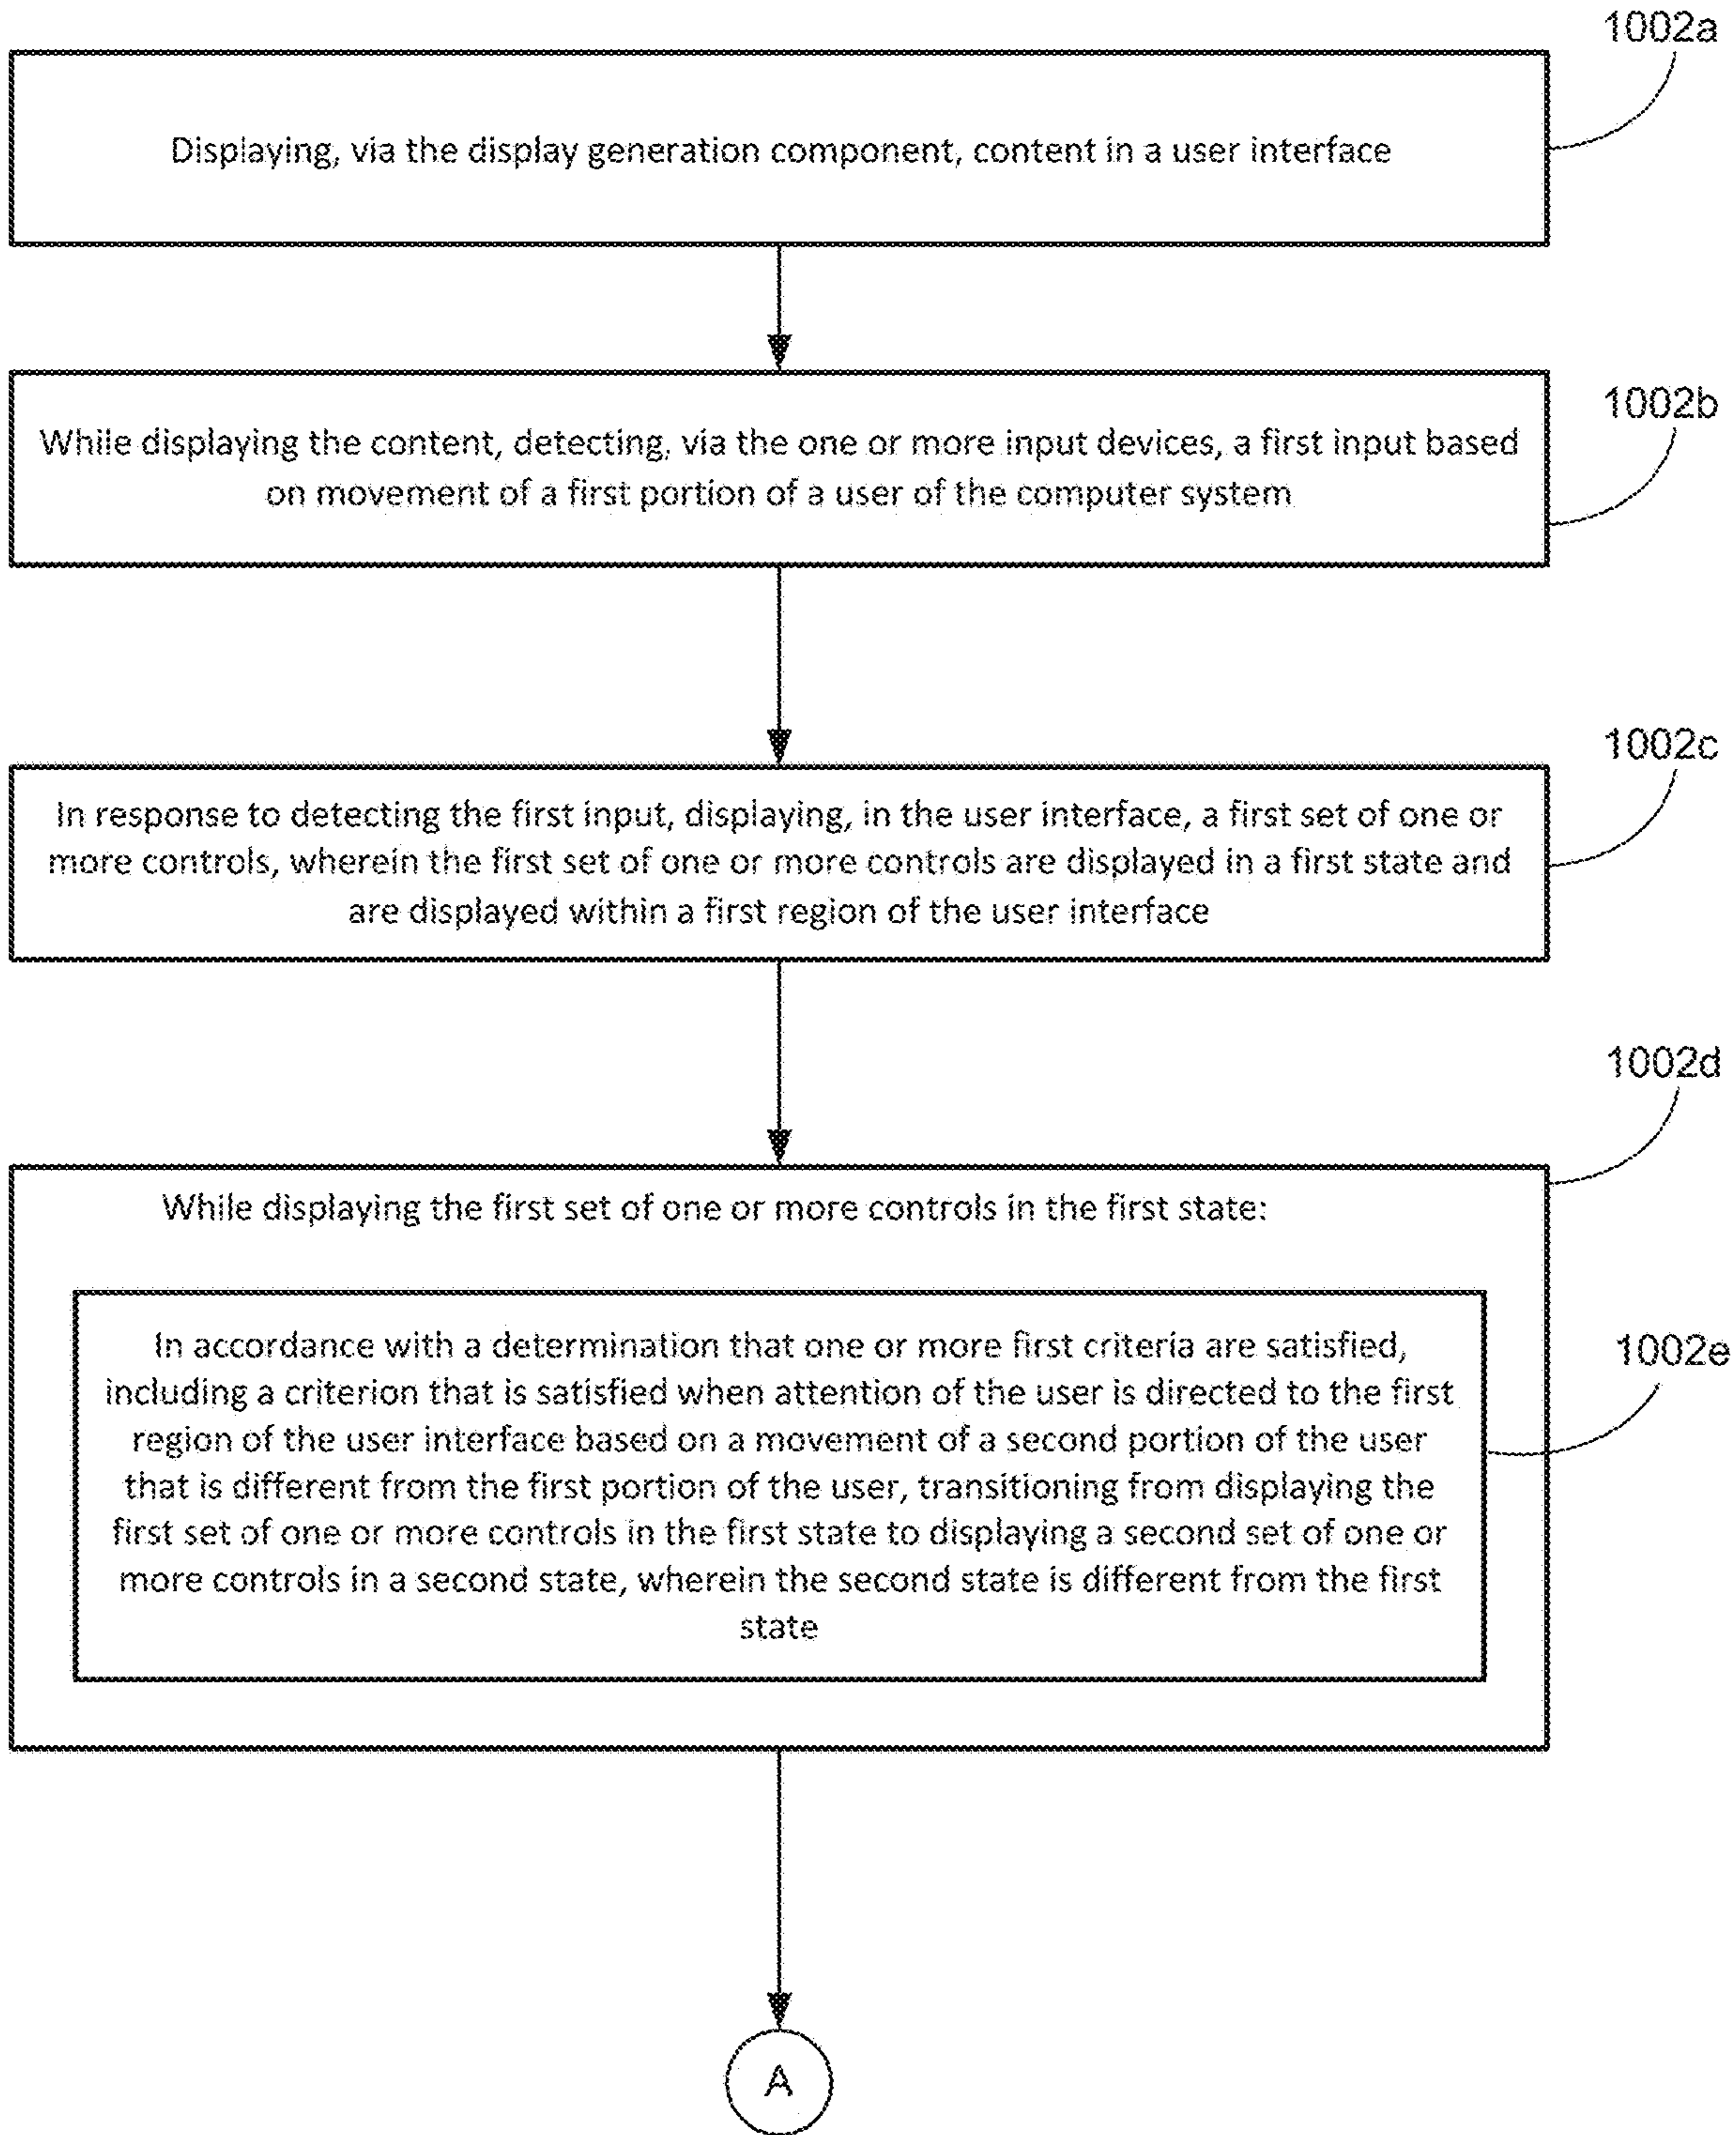 1002a
Displaying, via the display generation component, content in a user interface
1002b
While displaying the content, detecting, via the one or more input devices, a first input based
on movement of a first portion of a user of the computer system
1002c
In response to detecting the first input, displaying, in the user interface, a first set of one or
more controls, wherein the first set of one or more controls are displayed in a first state and
are displayed within a first region of the user interface
1002d
While displaying the first set of one or more controls in the first state:
1002e
In accordance with a determination that one or more first criteria are satisfied,
including a criterion that is satisfied when attention of the user is directed to the first
region of the user interface based on a movement of a second portion of the user
that is different from the first portion of the user, transitioning from displaying the
first set of one or more controls in the first state to displaying a second set of one or
more controls in a second state, wherein the second state is different from the first
state
A